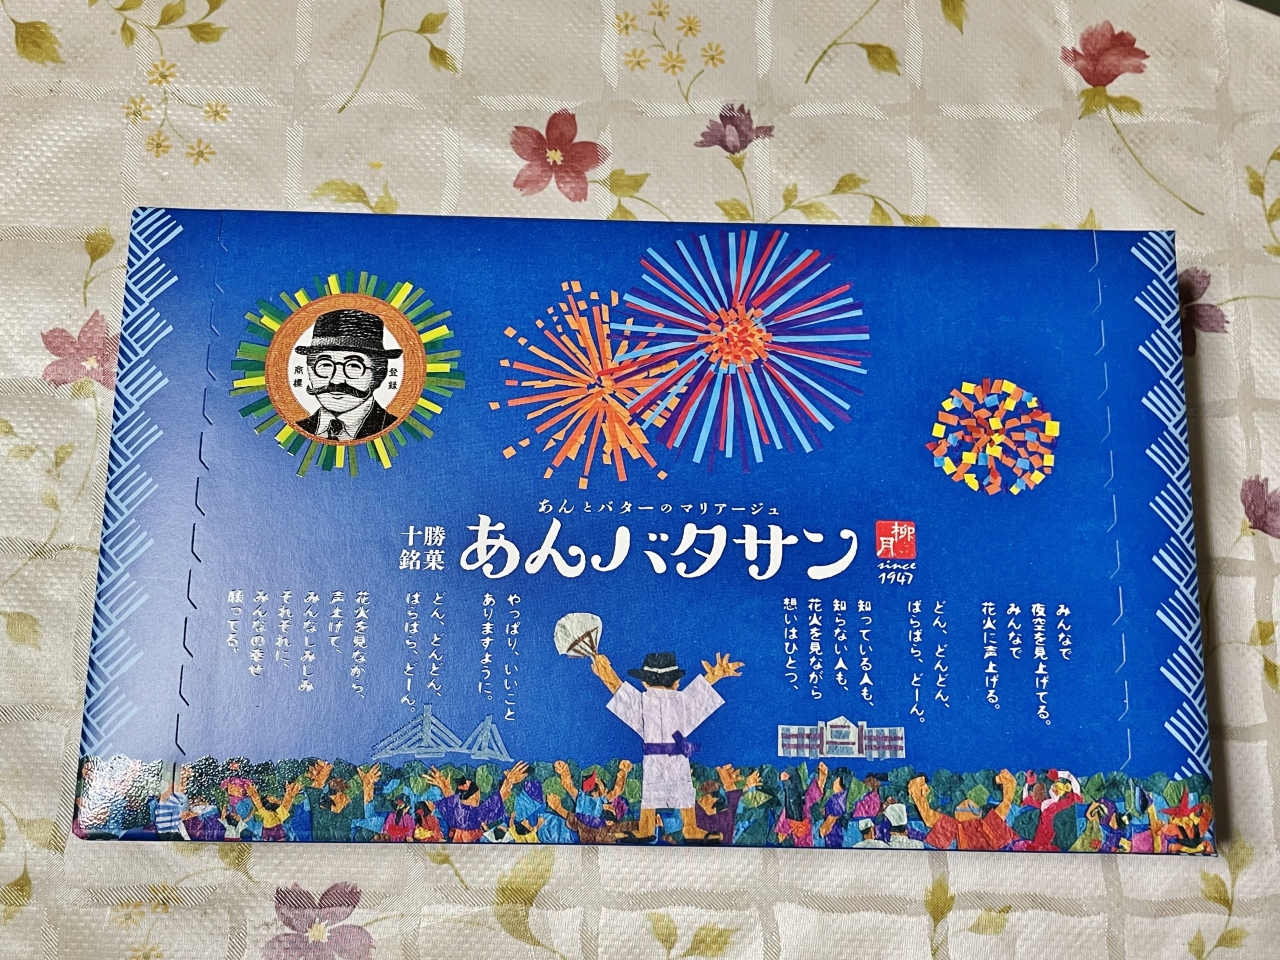 商標
登録
あんとバターのマリアージュ
十勝
銘菓
あんバタサン
柳月
since
1947
みんなで
夜空を見上げてる。
みんなで
花火に声上げる。
どん、どんどん、
ぱらぱら、どーん。
知っている人も、
知らない人も、
花火を見ながら
想いはひとつ、
やっぱり、いいこと
ありますように。
どん、どんどん、
ぱらぱら、どーん。
花火を見ながら、
声上げて、
みんなしみじみ
それぞれに、
みんなの幸せ
願ってる。